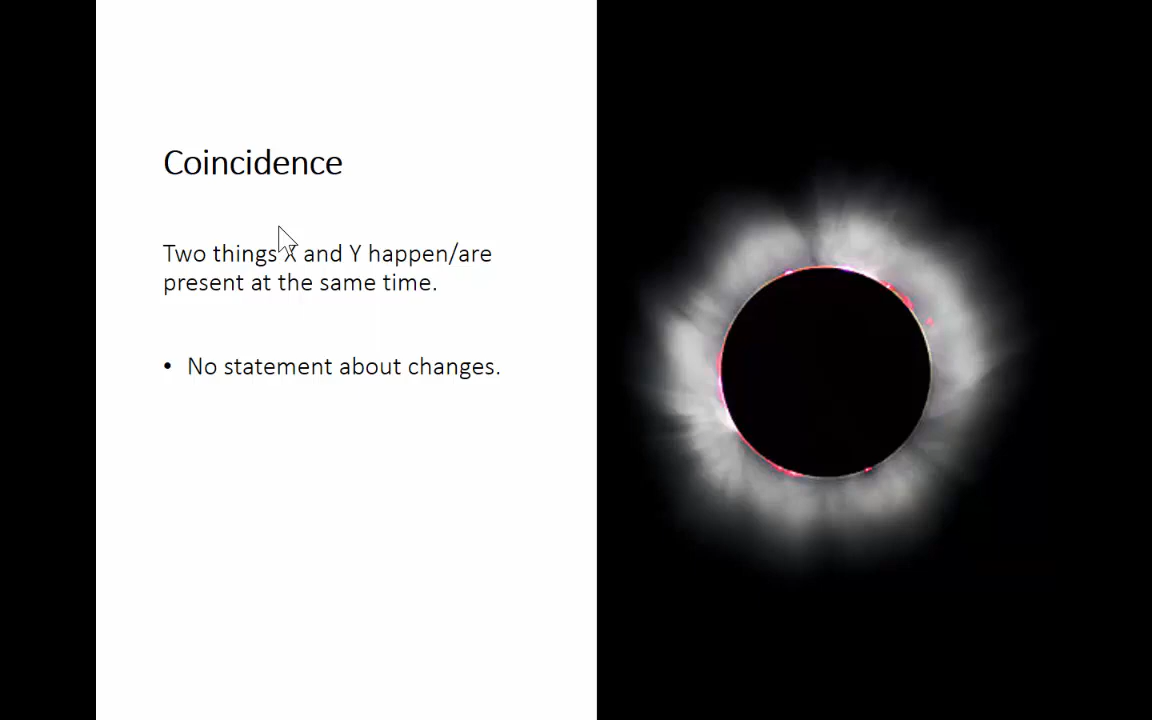 Coincidence
Two things X and Y happen/are
present at the same time.
• No statement about changes.